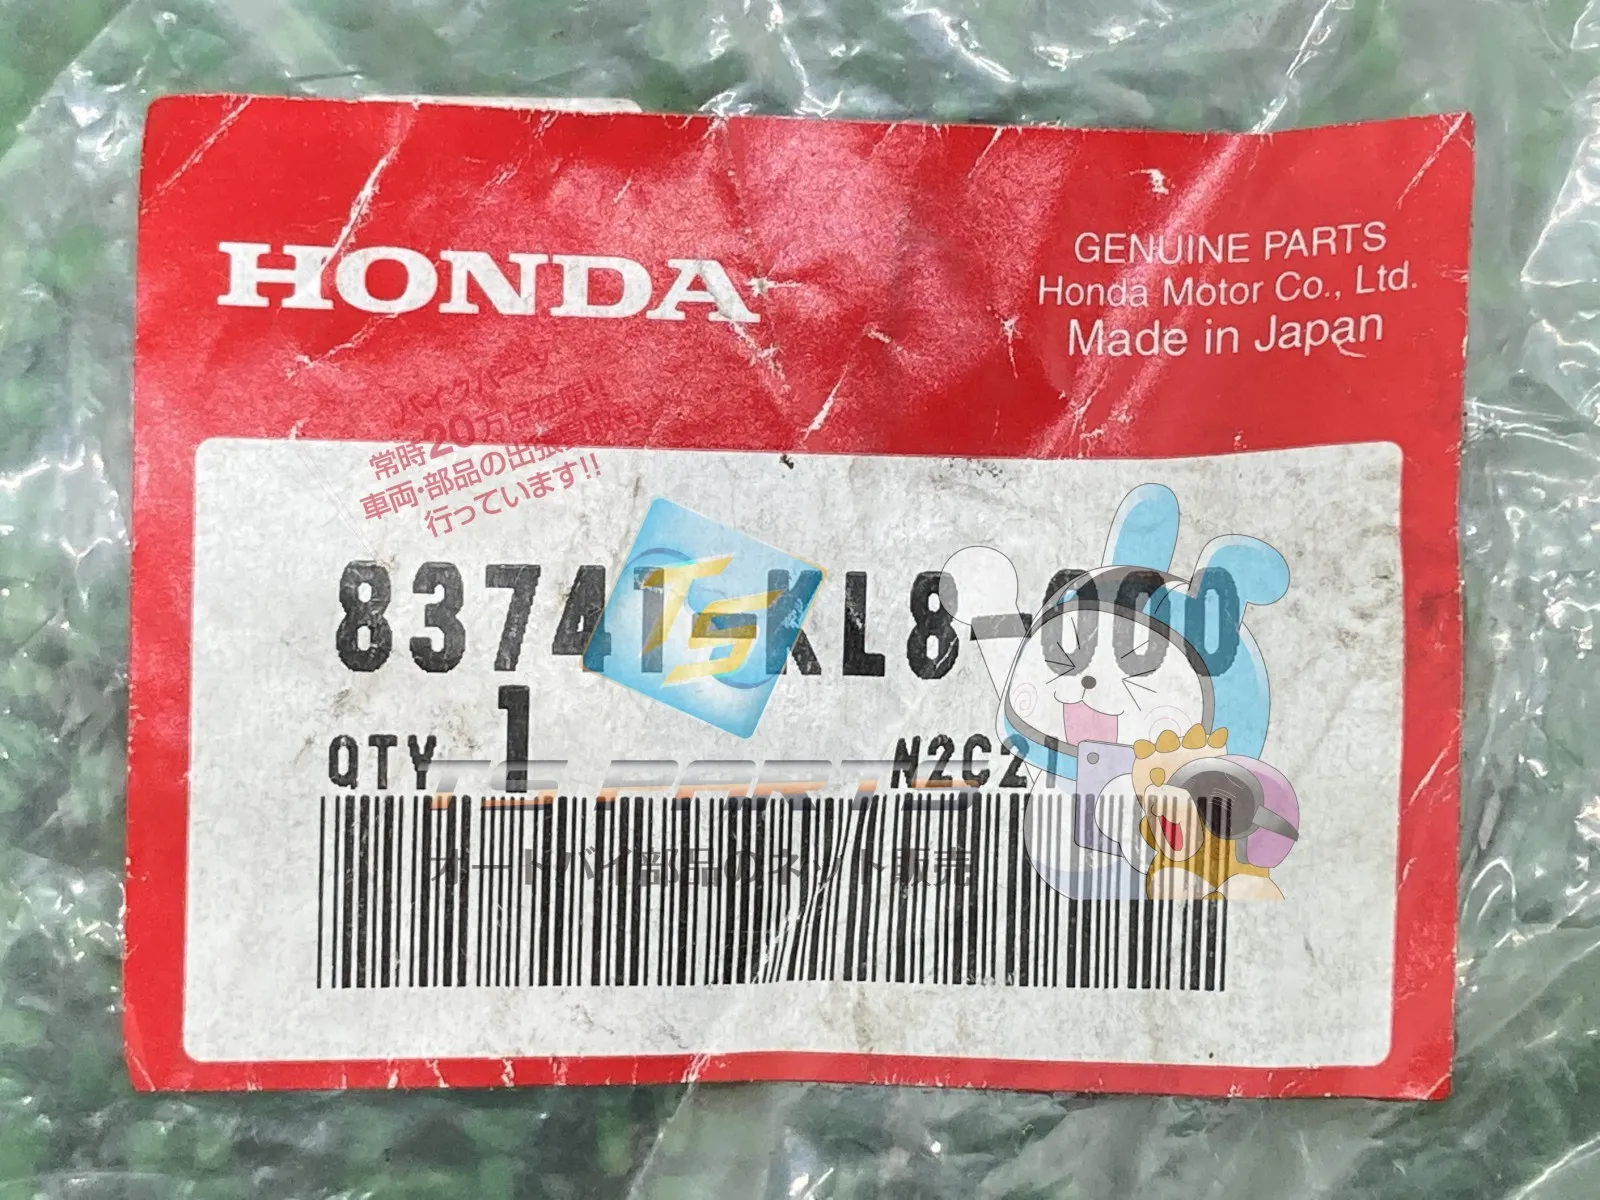 HONDA
GENUINE PARTS
Honda Motor Co., Ltd.
Made in Japan
バイクパーツ
常時20万点在庫!!
車両・部品の出張買取も
行っています!!
83741-KL8-000
TS
QTY 1 N2C21
TS PARTS
オートバイ部品のネット販売